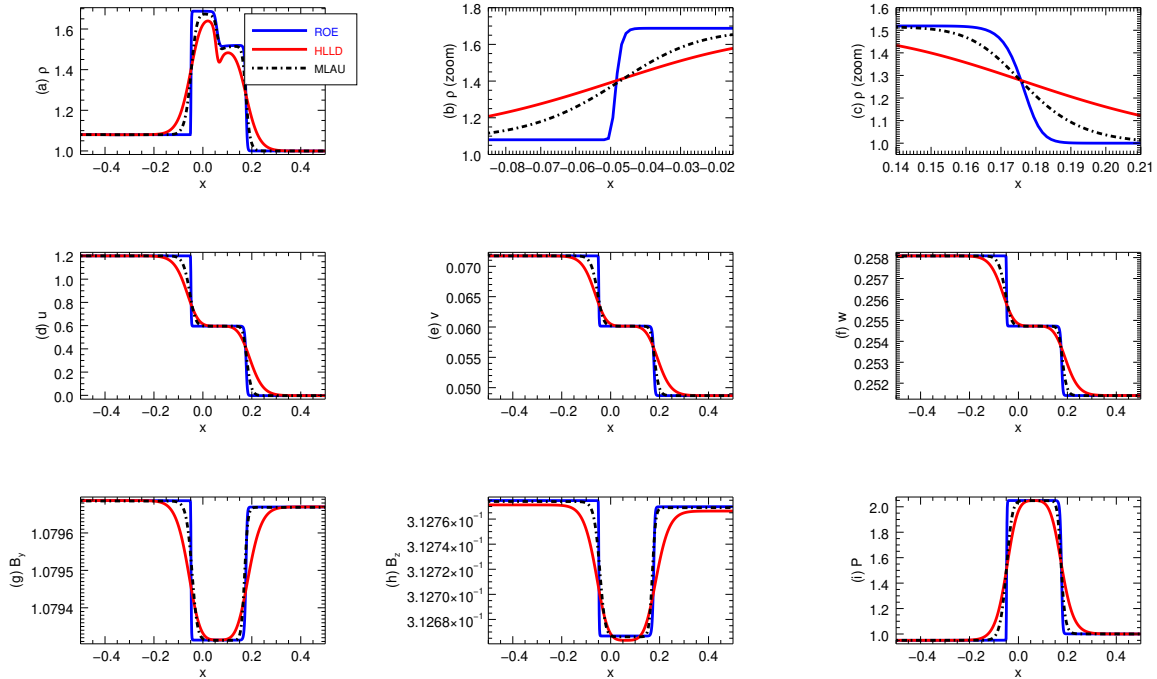 (a) ρ
1.6
1.4
1.2
1.0
−0.4 −0.2 0.0 0.2 0.4
x
ROE
HLLD
MLAU
(b) ρ (zoom)
1.8
1.6
1.4
1.2
1.0
−0.08 −0.07 −0.06 −0.05 −0.04 −0.03 −0.02
x
(c) ρ (zoom)
1.6
1.5
1.4
1.3
1.2
1.1
1.0
0.14 0.15 0.16 0.17 0.18 0.19 0.20 0.21
x
(d) u
1.2
1.0
0.8
0.6
0.4
0.2
0.0
−0.4 −0.2 0.0 0.2 0.4
x
(e) v
0.070
0.065
0.060
0.055
0.050
−0.4 −0.2 0.0 0.2 0.4
x
(f) w
0.258
0.256
0.254
0.253
0.252
−0.4 −0.2 0.0 0.2 0.4
x
(g) By
1.0796
1.0795
1.0794
−0.4 −0.2 0.0 0.2 0.4
x
(h) Bz
3.1276×10⁻¹
3.1274×10⁻¹
3.1272×10⁻¹
3.1270×10⁻¹
3.1268×10⁻¹
−0.4 −0.2 0.0 0.2 0.4
x
(i) P
2.0
1.8
1.6
1.4
1.2
1.0
−0.4 −0.2 0.0 0.2 0.4
x